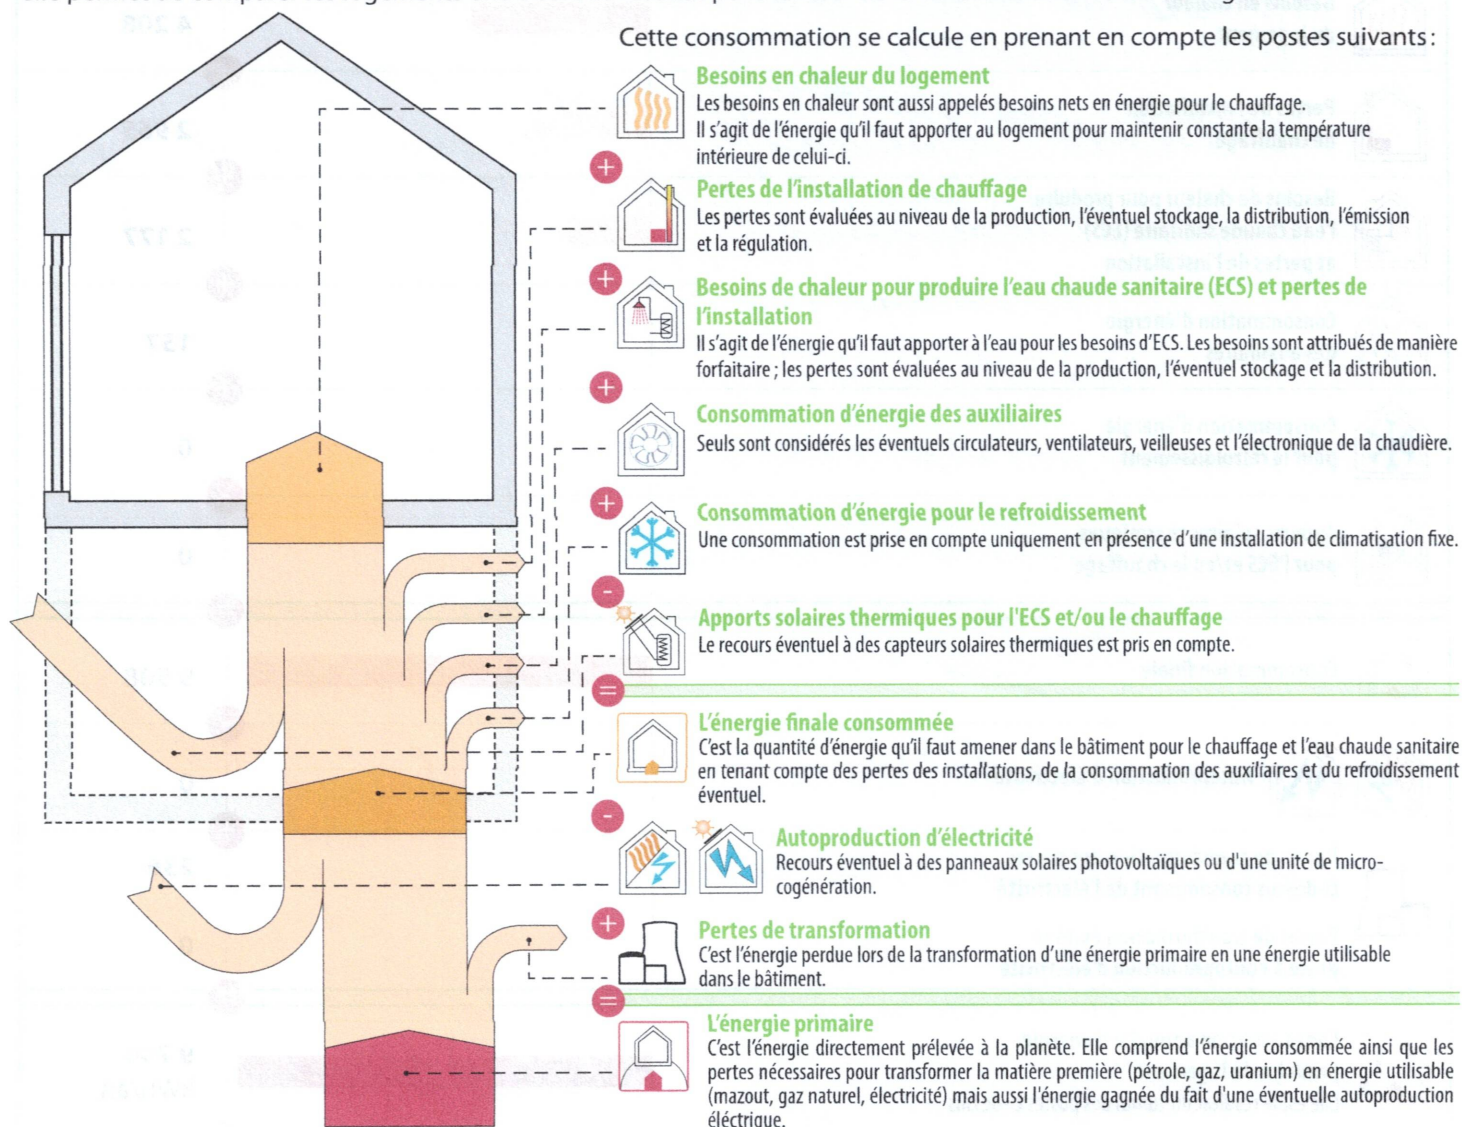 Cette consommation se calcule en prenant en compte les postes suivants :
Besoins en chaleur du logement
Les besoins en chaleur sont aussi appelés besoins nets en énergie pour le chauffage.
Il s'agit de l'énergie qu'il faut apporter au logement pour maintenir constante la température
intérieure de celui-ci.
+
Pertes de l'installation de chauffage
Les pertes sont évaluées au niveau de la production, l'éventuel stockage, la distribution, l'émission
et la régulation.
+
Besoins de chaleur pour produire l'eau chaude sanitaire (ECS) et pertes de
l'installation
Il s'agit de l'énergie qu'il faut apporter à l'eau pour les besoins d'ECS. Les besoins sont attribués de manière
forfaitaire ; les pertes sont évaluées au niveau de la production, l'éventuel stockage et la distribution.
+
Consommation d'énergie des auxiliaires
Seuls sont considérés les éventuels circulateurs, ventilateurs, veilleuses et l'électronique de la chaudière.
+
Consommation d'énergie pour le refroidissement
Une consommation est prise en compte uniquement en présence d'une installation de climatisation fixe.
-
Apports solaires thermiques pour l'ECS et/ou le chauffage
Le recours éventuel à des capteurs solaires thermiques est pris en compte.
=
L'énergie finale consommée
C'est la quantité d'énergie qu'il faut amener dans le bâtiment pour le chauffage et l'eau chaude sanitaire
en tenant compte des pertes des installations, de la consommation des auxiliaires et du refroidissement
éventuel.
-
Autoproduction d'électricité
Recours éventuel à des panneaux solaires photovoltaïques ou d'une unité de micro-
cogénération.
+
Pertes de transformation
C'est l'énergie perdue lors de la transformation d'une énergie primaire en une énergie utilisable
dans le bâtiment.
=
L'énergie primaire
C'est l'énergie directement prélevée à la planète. Elle comprend l'énergie consommée ainsi que les
pertes nécessaires pour transformer la matière première (pétrole, gaz, uranium) en énergie utilisable
(mazout, gaz naturel, électricité) mais aussi l'énergie gagnée du fait d'une éventuelle autoproduction
éléctrique.